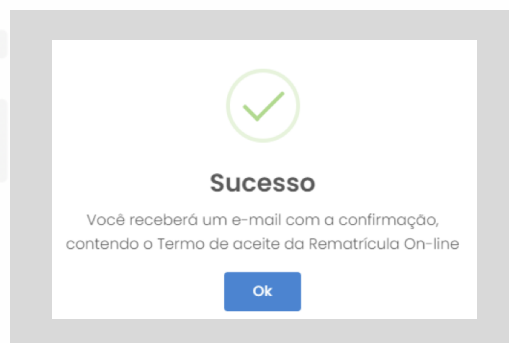 Sucesso
Você receberá um e-mail com a confirmação,
contendo o Termo de aceite da Rematrícula On-line
Ok